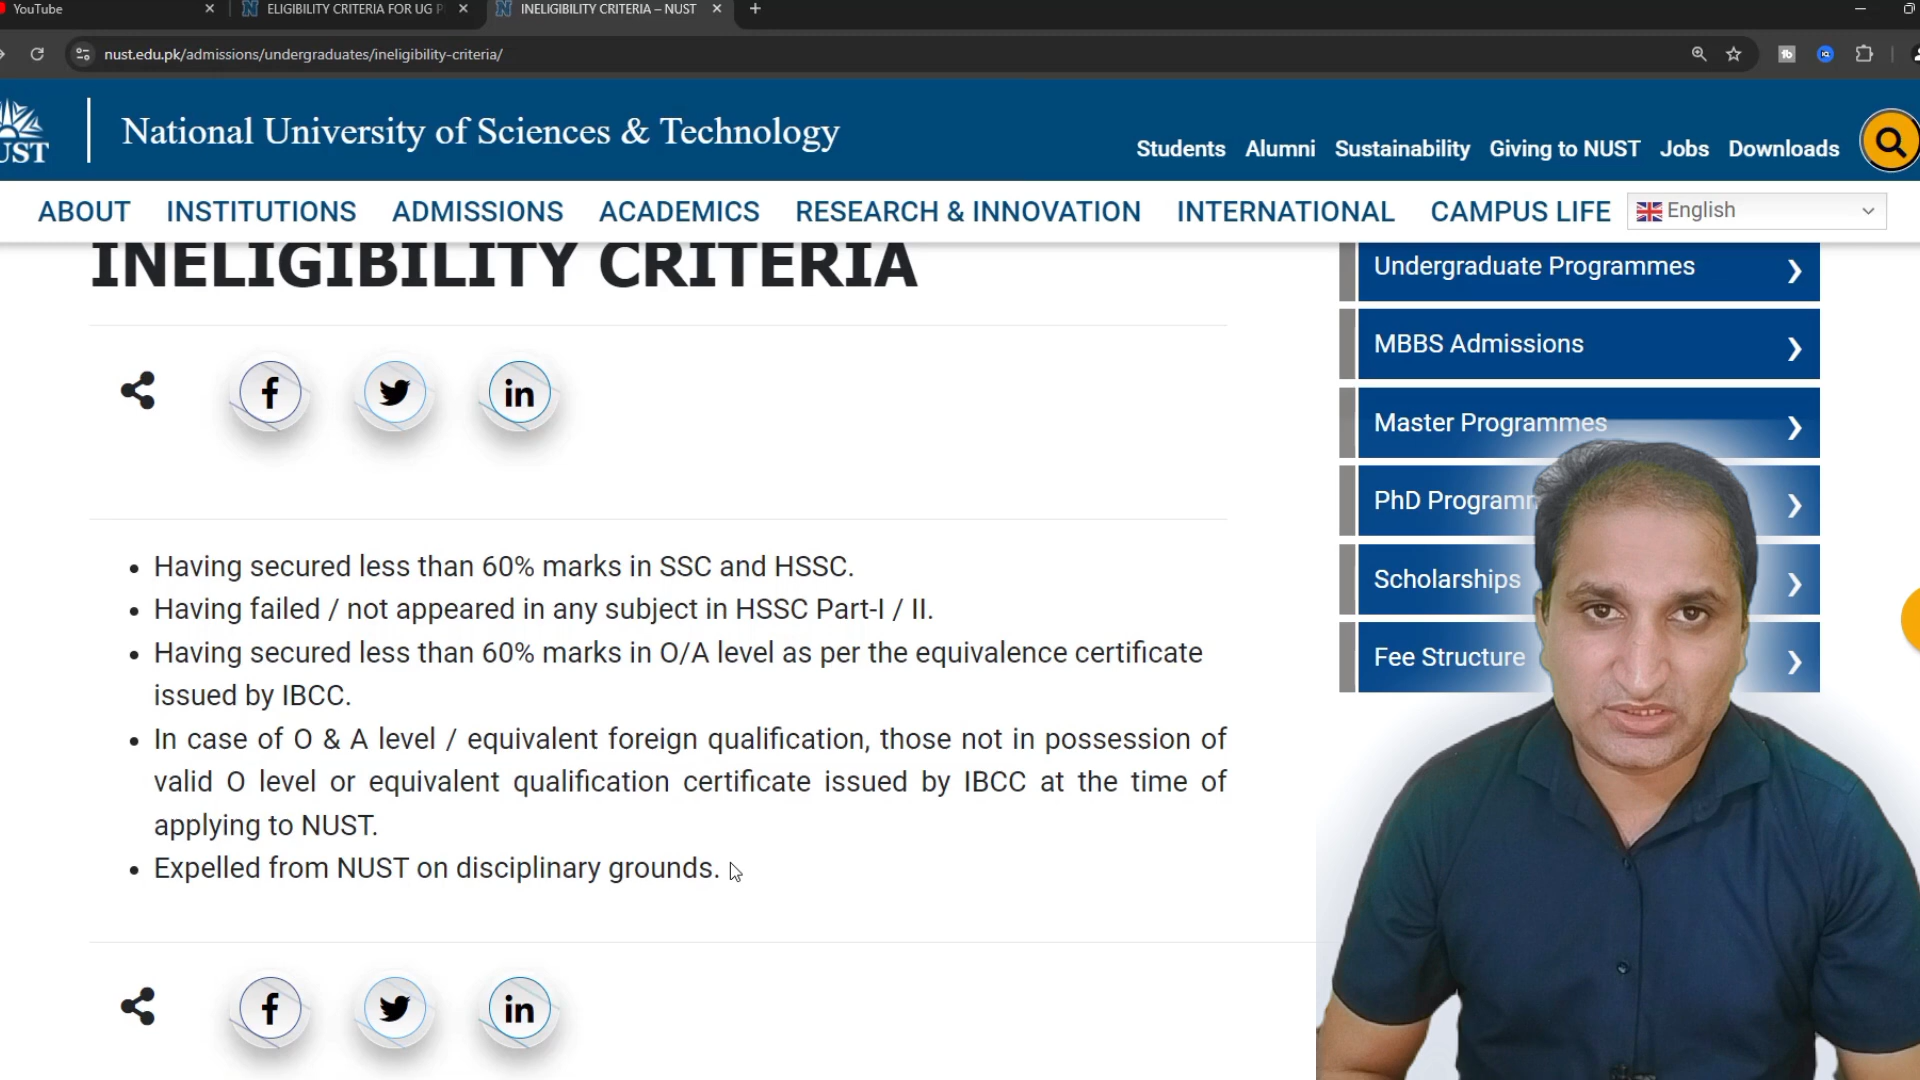 YouTube
ELIGIBILITY CRITERIA FOR UG P
INELIGIBILITY CRITERIA – NUST
nust.edu.pk/admissions/undergraduates/ineligibility-criteria/
National University of Sciences & Technology
Students Alumni Sustainability Giving to NUST Jobs Downloads
ABOUT INSTITUTIONS ADMISSIONS ACADEMICS RESEARCH & INNOVATION INTERNATIONAL CAMPUS LIFE English
INELIGIBILITY CRITERIA
Undergraduate Programmes
MBBS Admissions
Master Programmes
PhD Program
Scholarships
Fee Structure
Having secured less than 60% marks in SSC and HSSC.
Having failed / not appeared in any subject in HSSC Part-I / II.
Having secured less than 60% marks in O/A level as per the equivalence certificate
issued by IBCC.
In case of O & A level / equivalent foreign qualification, those not in possession of
valid O level or equivalent qualification certificate issued by IBCC at the time of
applying to NUST.
Expelled from NUST on disciplinary grounds.